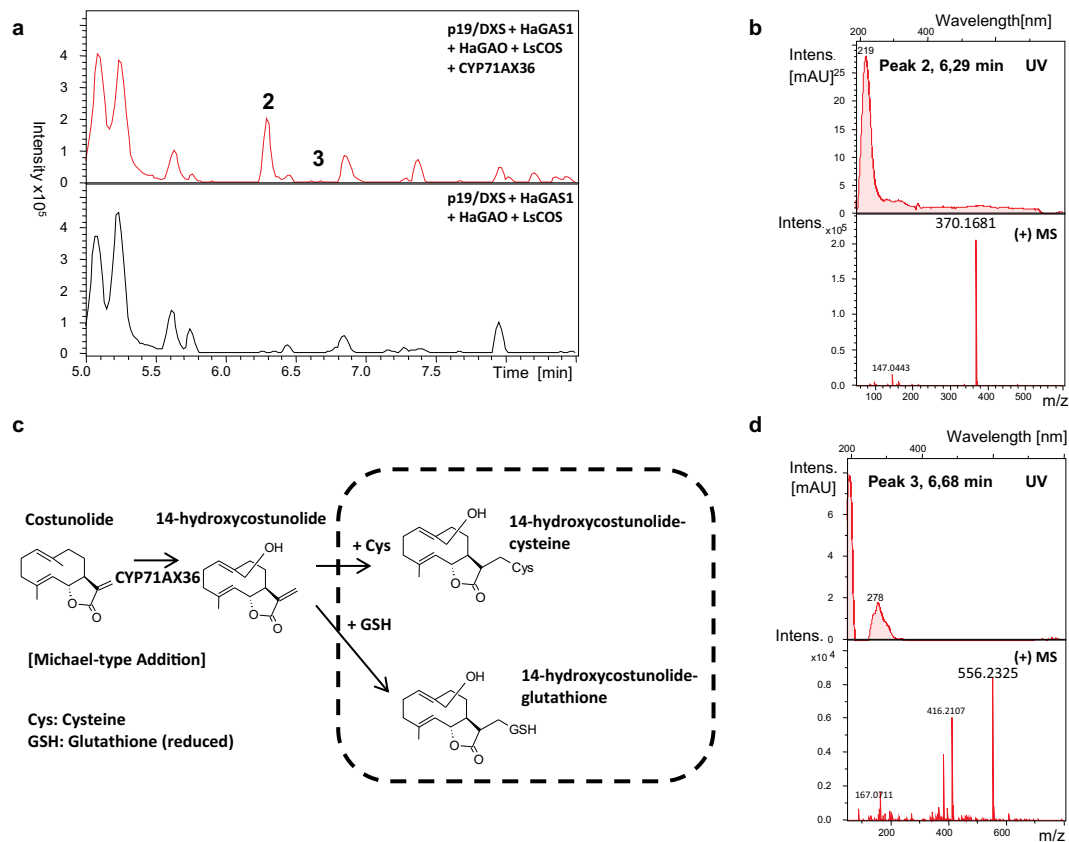 a
p19/DXS + HaGAS1
+ HaGAO + LsCOS
+ CYP71AX36
4
3
2
1
0
2
3
Intensity x10⁵
p19/DXS + HaGAS1
+ HaGAO + LsCOS
4
3
2
1
0
5.0 5.5 6.0 6.5 7.0 7.5 Time [min]
b
Wavelength[nm]
200 400
Intens.
[mAU]
219
Peak 2, 6,29 min UV
25
20
15
10
5
0
Intens.
x10⁵
370.1681
(+) MS
2.0
1.5
1.0
0.5
0.0
147.0443
100 200 300 400 500
m/z
c
Costunolide
14-hydroxycostunolide
CYP71AX36
OH
O
O
OH
O
O
+ Cys
14-hydroxycostunolide-
cysteine
OH
Cys
O
O
+ GSH
14-hydroxycostunolide-
glutathione
OH
GSH
O
O
[Michael-type Addition]
Cys: Cysteine
GSH: Glutathione (reduced)
d
Wavelength [nm]
200 400
Intens.
[mAU]
Peak 3, 6,68 min UV
6
4
2
0
278
Intens.
x10⁴
(+) MS
556.2325
416.2107
167.0711
0.8
0.6
0.4
0.2
0.0
200 400 600
m/z